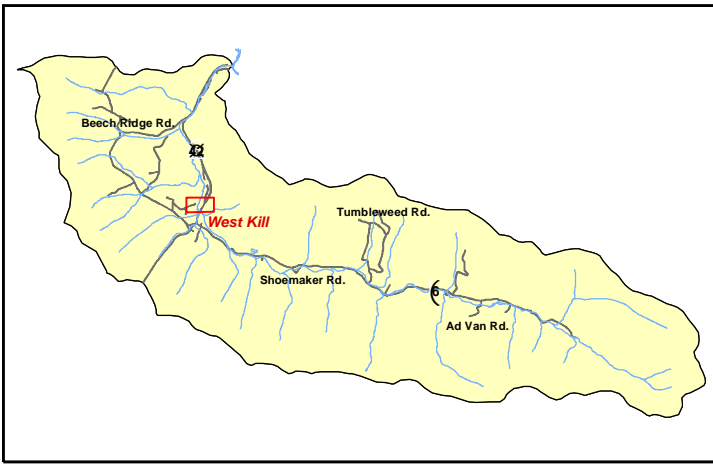 Beech Ridge Rd.
42
West Kill
Tumbleweed Rd.
Shoemaker Rd.
6
Ad Van Rd.